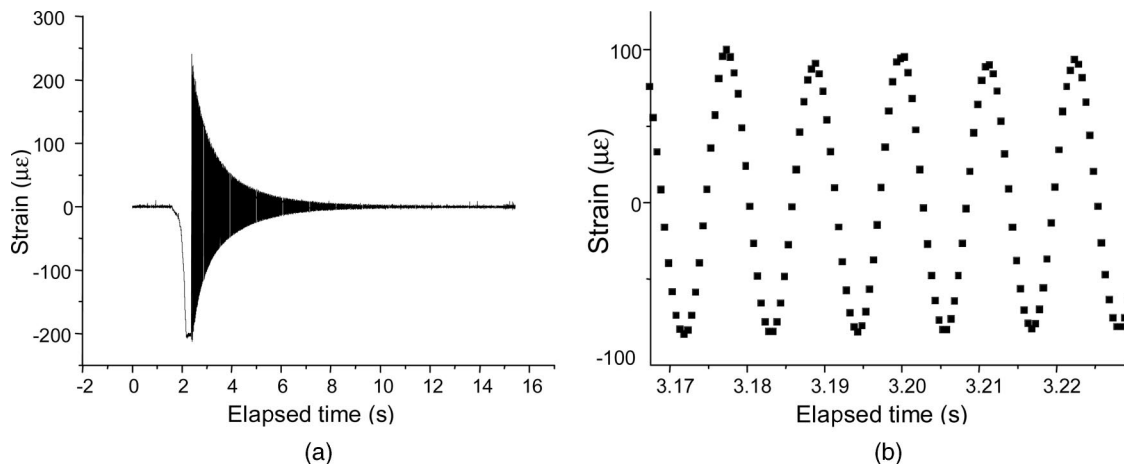 300
200
100
0
-100
-200
Strain (με)
-2 0 2 4 6 8 10 12 14 16
Elapsed time (s)
(a)
100
0
-100
Strain (με)
3.17 3.18 3.19 3.20 3.21 3.22
Elapsed time (s)
(b)